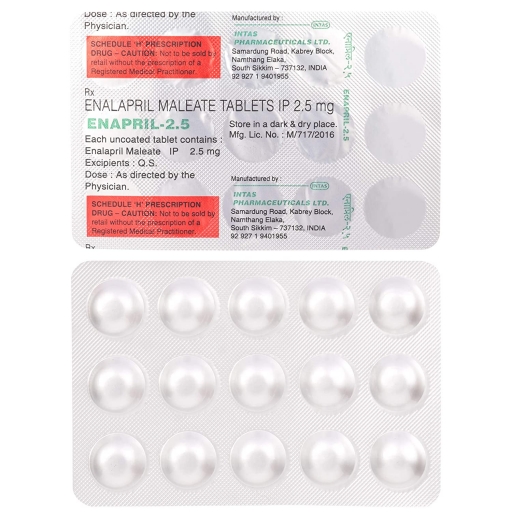 Dose : As directed by the
Physician.
SCHEDULE 'H' PRESCRIPTION
DRUG – CAUTION: Not to be sold by
retail without the prescription of a
Registered Medical Practitioner.
Manufactured by :
INTAS
INTAS
PHARMACEUTICALS LTD.
Samardung Road, Kabrey Block,
Namthang Elaka,
South Sikkim – 737132, INDIA
92 927 1 9401955
Rx
ENALAPRIL MALEATE TABLETS IP 2.5 mg
ENAPRIL-2.5
Each uncoated tablet contains :
Enalapril Maleate IP 2.5 mg
Excipients : Q.S.
Dose : As directed by the
Physician.
Store in a dark & dry place.
Mfg. Lic. No. : M/717/2016
ENAPRIL-2.5
SCHEDULE 'H' PRESCRIPTION
DRUG – CAUTION: Not to be sold by
retail without the prescription of a
Registered Medical Practitioner.
Manufactured by :
INTAS
INTAS
PHARMACEUTICALS LTD.
Samardung Road, Kabrey Block,
Namthang Elaka,
South Sikkim – 737132, INDIA
92 927 1 9401955
Rx